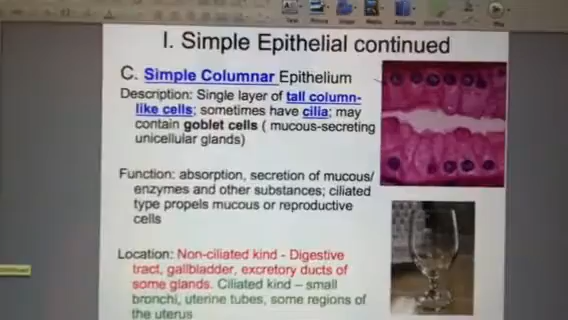 I. Simple Epithelial continued
C. Simple Columnar Epithelium
Description: Single layer of tall column-
like cells; sometimes have cilia; may
contain goblet cells ( mucous-secreting
unicellular glands)
Function: absorption, secretion of mucous/
enzymes and other substances; ciliated
type propels mucous or reproductive
cells
Location: Non-ciliated kind - Digestive
tract, gallbladder, excretory ducts of
some glands. Ciliated kind – small
bronchi, uterine tubes, some regions of
the uterus